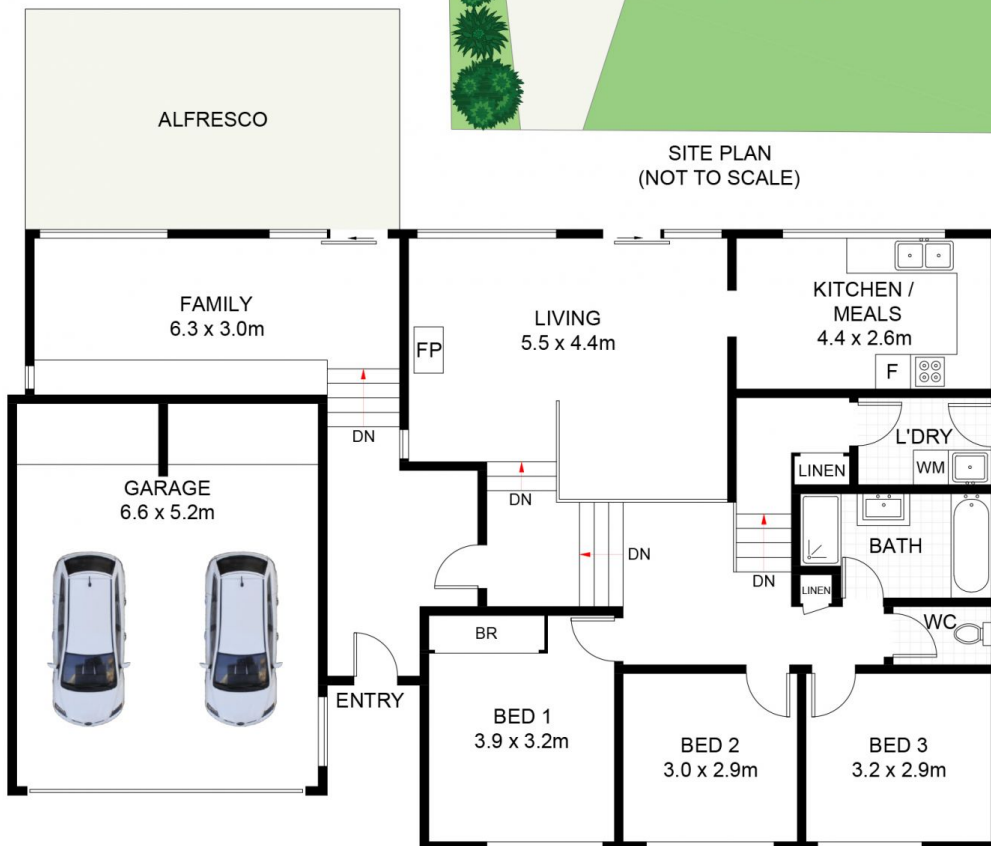 ALFRESCO
SITE PLAN
(NOT TO SCALE)
FAMILY
6.3 x 3.0m
FP
LIVING
5.5 x 4.4m
KITCHEN /
MEALS
4.4 x 2.6m
F
DN
L'DRY
WM
LINEN
GARAGE
6.6 x 5.2m
DN
DN
DN
BATH
LINEN
WC
BR
ENTRY
BED 1
3.9 x 3.2m
BED 2
3.0 x 2.9m
BED 3
3.2 x 2.9m